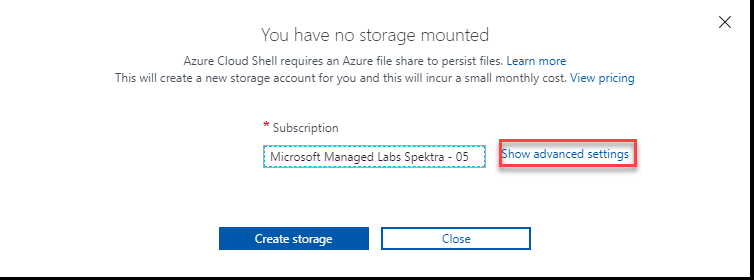 You have no storage mounted
Azure Cloud Shell requires an Azure file share to persist files. Learn more
This will create a new storage account for you and this will incur a small monthly cost. View pricing
* Subscription
Microsoft Managed Labs Spektra - 05
Show advanced settings
Create storage
Close